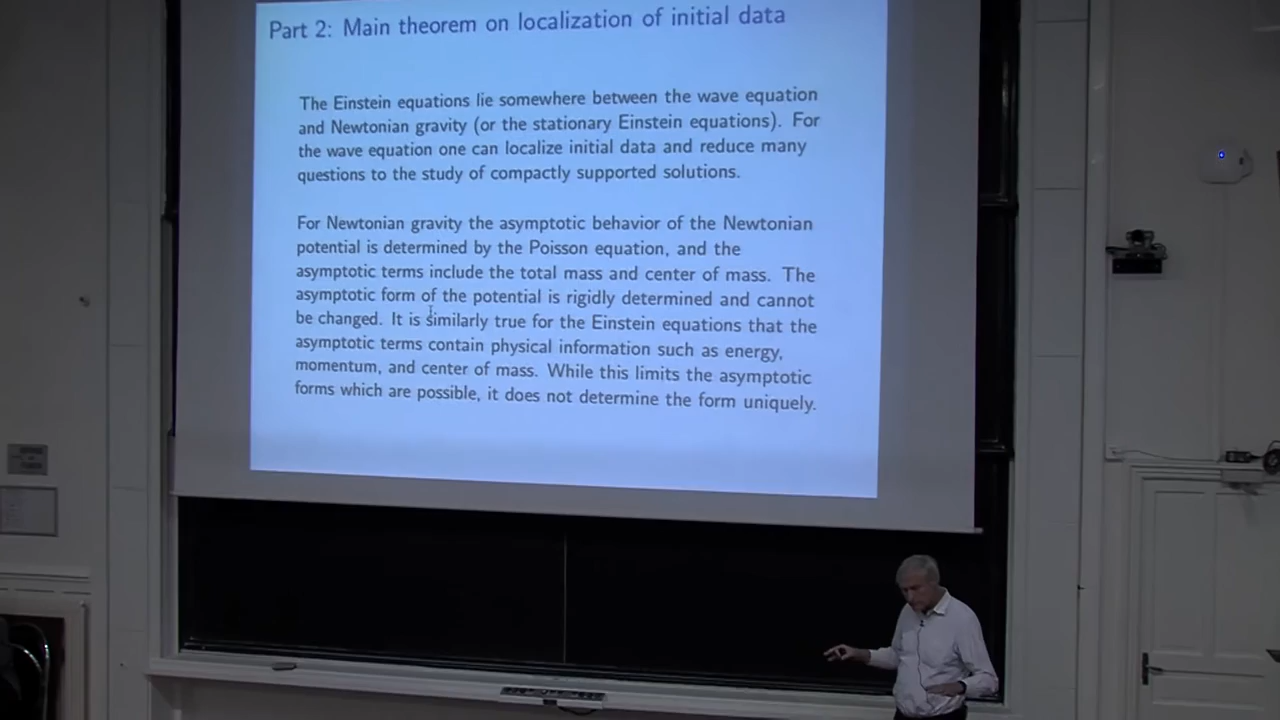 Part 2: Main theorem on localization of initial data
The Einstein equations lie somewhere between the wave equation
and Newtonian gravity (or the stationary Einstein equations). For
the wave equation one can localize initial data and reduce many
questions to the study of compactly supported solutions.
For Newtonian gravity the asymptotic behavior of the Newtonian
potential is determined by the Poisson equation, and the
asymptotic terms include the total mass and center of mass. The
asymptotic form of the potential is rigidly determined and cannot
be changed. It is similarly true for the Einstein equations that the
asymptotic terms contain physical information such as energy,
momentum, and center of mass. While this limits the asymptotic
forms which are possible, it does not determine the form uniquely.